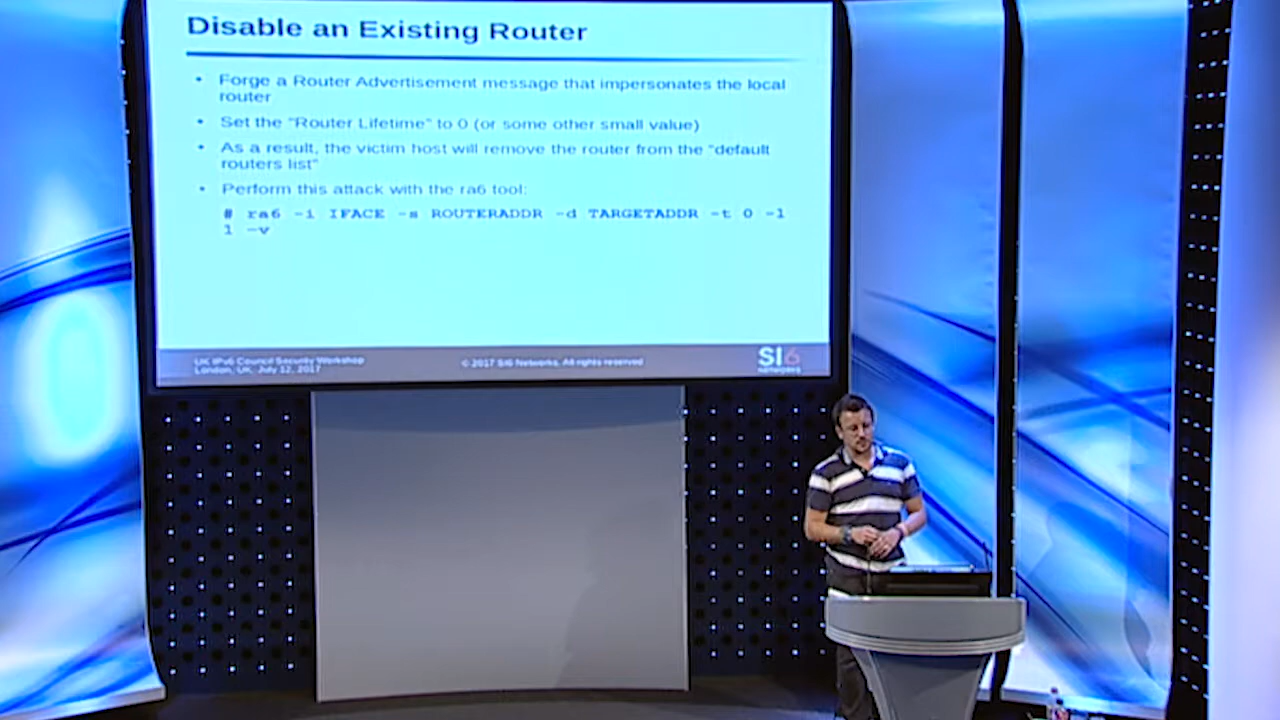 Disable an Existing Router
• Forge a Router Advertisement message that impersonates the local
router
• Set the "Router Lifetime" to 0 (or some other small value)
• As a result, the victim host will remove the router from the "default
routers list"
• Perform this attack with the ra6 tool:
# ra6 -i IFACE -s ROUTERADDR -d TARGETADDR -t 0 -l
1 -v
UK IPv6 Council Security Workshop
London, UK. July 12, 2017
© 2017 SI6 Networks. All rights reserved
SI6
NETWORKS